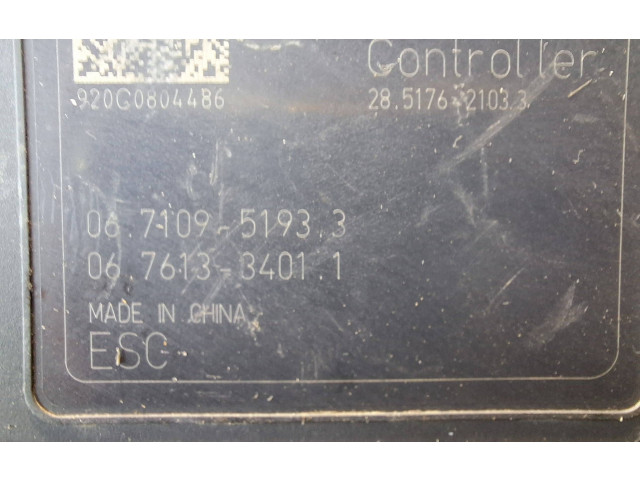 Controller
920G0804486
28.5176-2103.3
06.7109-5193.3
06.7613-3401.1
MADE IN CHINA
ESC